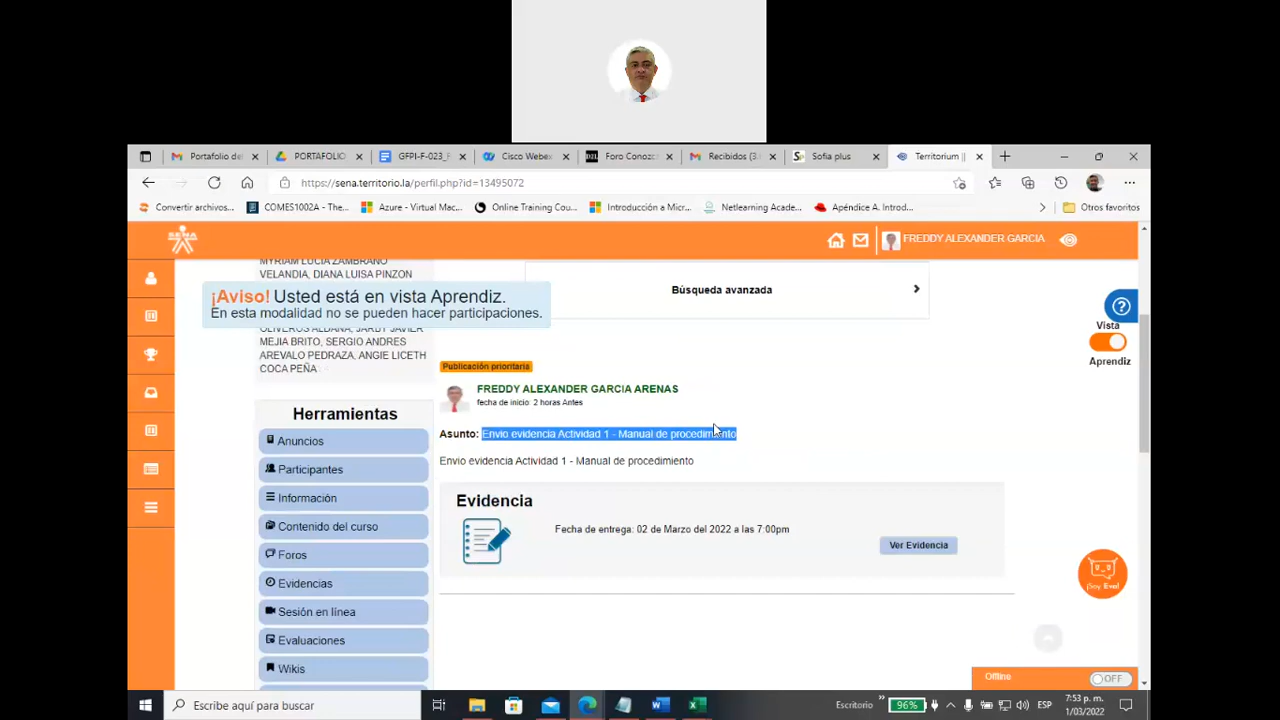 Portafolio de
PORTAFOLIO
GFPI-F-023_F
Cisco Webex
Foro Conoz
Recibidos (3.
Sofia plus
Territorium ||
https://sena.territorio.la/perfil.php?id=13495072
Convertir archivos...
COMES1002A - The...
Azure - Virtual Mac...
Online Training Cou...
Introducción a Micr...
Netlearning Acade...
Apéndice A. Introd...
Otros favoritos
SENA
FREDDY ALEXANDER GARCIA
MYRIAM LUCIA ZAMBRANO
VELANDIA, DIANA LUISA PINZON
¡Aviso! Usted está en vista Aprendiz.
En esta modalidad no se pueden hacer participaciones.
OLIVEROS ALDANA, JARDY JAVIER
MEJIA BRITO, SERGIO ANDRES
AREVALO PEDRAZA, ANGIE LICETH
COCA PEÑA
Búsqueda avanzada
Vista
Aprendiz
Publicación prioritaria
FREDDY ALEXANDER GARCIA ARENAS
fecha de inicio: 2 horas Antes
Asunto: Envio evidencia Actividad 1 - Manual de procedimiento
Envio evidencia Actividad 1 - Manual de procedimiento
Evidencia
Fecha de entrega: 02 de Marzo del 2022 a las 7:00pm
Ver Evidencia
Herramientas
Anuncios
Participantes
Información
Contenido del curso
Foros
Evidencias
Sesión en línea
Evaluaciones
Wikis
Offline
OFF
Escribe aquí para buscar
Escritorio
96%
ESP
7:53 p. m.
1/03/2022